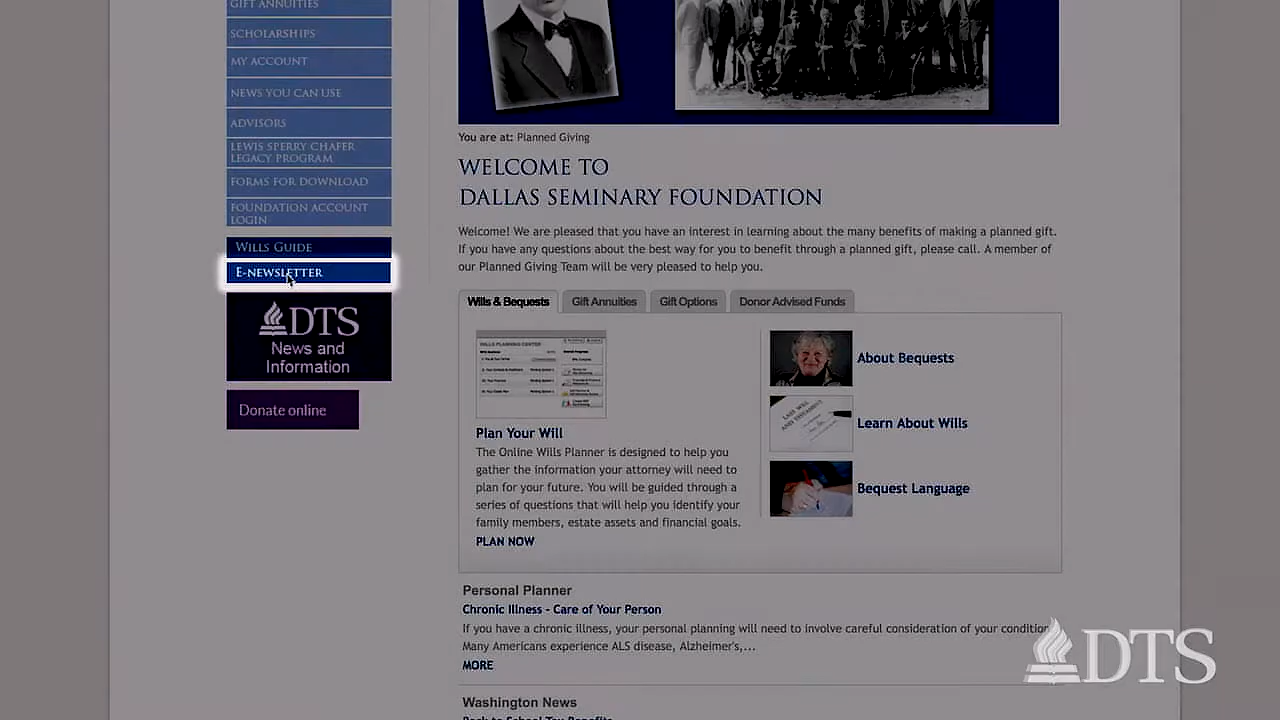 GIFT ANNUITIES
SCHOLARSHIPS
MY ACCOUNT
NEWS YOU CAN USE
ADVISORS
LEWIS SPERRY CHAFER
LEGACY PROGRAM
FORMS FOR DOWNLOAD
FOUNDATION ACCOUNT
LOGIN
WILLS GUIDE
E-NEWSLETTER
DTS
News and
Information
Donate online
You are at: Planned Giving
WELCOME TO
DALLAS SEMINARY FOUNDATION
Welcome! We are pleased that you have an interest in learning about the many benefits of making a planned gift.
If you have any questions about the best way for you to benefit through a planned gift, please call. A member of
our Planned Giving Team will be very pleased to help you.
Wills & Bequests Gift Annuities Gift Options Donor Advised Funds
WILLS PLANNING CENTER
Plan Your Will
The Online Wills Planner is designed to help you
gather the information your attorney will need to
plan for your future. You will be guided through a
series of questions that will help you identify your
family members, estate assets and financial goals.
PLAN NOW
About Bequests
LAST WILL
AND TESTAMENT
Learn About Wills
Bequest Language
Personal Planner
Chronic Illness - Care of Your Person
If you have a chronic illness, your personal planning will need to involve careful consideration of your condition.
Many Americans experience ALS disease, Alzheimer's,...
MORE
Washington News
Back to School Tax Benefits
DTS